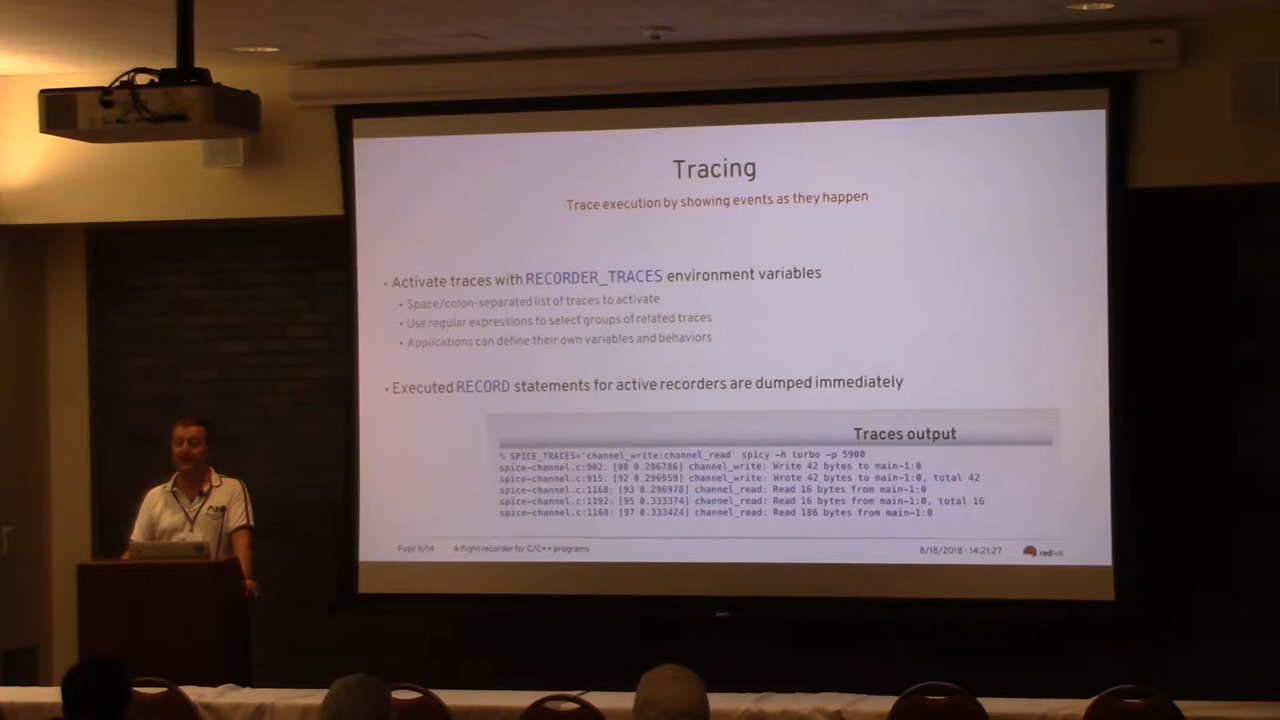 Tracing
Trace execution by showing events as they happen
• Activate traces with RECORDER_TRACES environment variables
• Space/colon-separated list of traces to activate
• Use regular expressions to select groups of related traces
• Applications can define their own variables and behaviors
• Executed RECORD statements for active recorders are dumped immediately
Traces output
% SPICE_TRACES='channel_write:channel_read' spicy -h turbo -p 5900
spice-channel.c:902: [90 0.296786] channel_write: Write 42 bytes to main-1:0
spice-channel.c:915: [92 0.296959] channel_write: Wrote 42 bytes to main-1:0, total 42
spice-channel.c:1168: [93 0.296978] channel_read: Read 16 bytes from main-1:0
spice-channel.c:1192: [95 0.333374] channel_read: Read 16 bytes from main-1:0, total 16
spice-channel.c:1168: [97 0.333424] channel_read: Read 186 bytes from main-1:0
Page 9/14 A flight recorder for C/C++ programs 8/18/2018 - 14:21:27 redhat